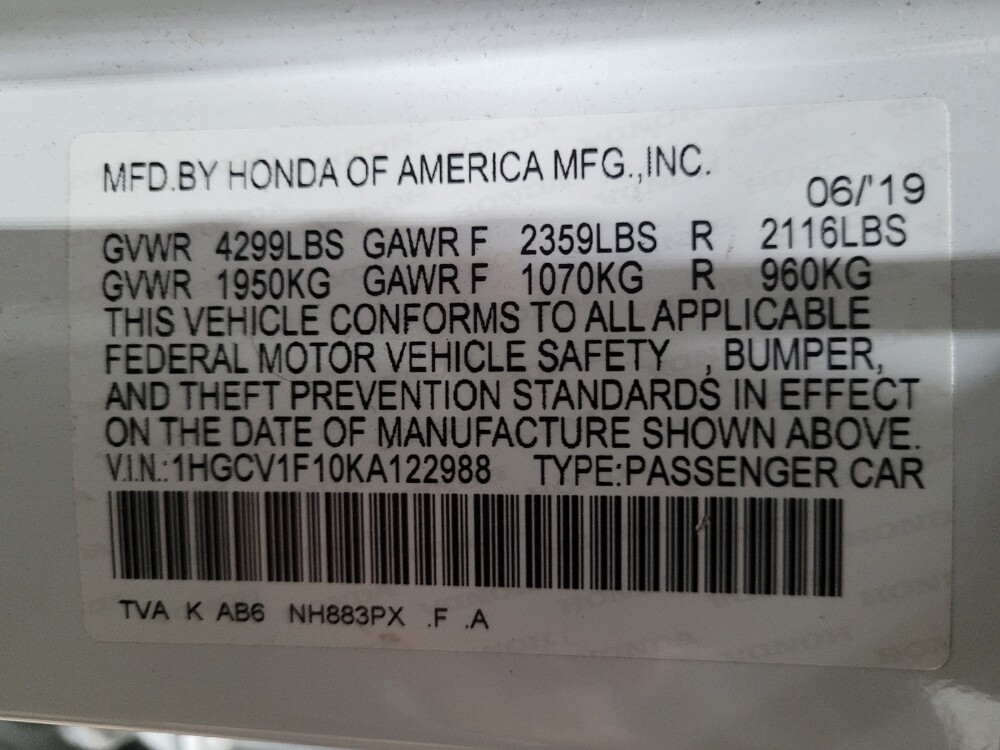 MFD.BY HONDA OF AMERICA MFG.,INC.
06/'19
GVWR 4299LBS GAWR F 2359LBS R 2116LBS
GVWR 1950KG GAWR F 1070KG R 960KG
THIS VEHICLE CONFORMS TO ALL APPLICABLE
FEDERAL MOTOR VEHICLE SAFETY , BUMPER,
AND THEFT PREVENTION STANDARDS IN EFFECT
ON THE DATE OF MANUFACTURE SHOWN ABOVE.
V.I.N.:1HGCV1F10KA122988 TYPE:PASSENGER CAR
TVA K AB6 NH883PX .F .A